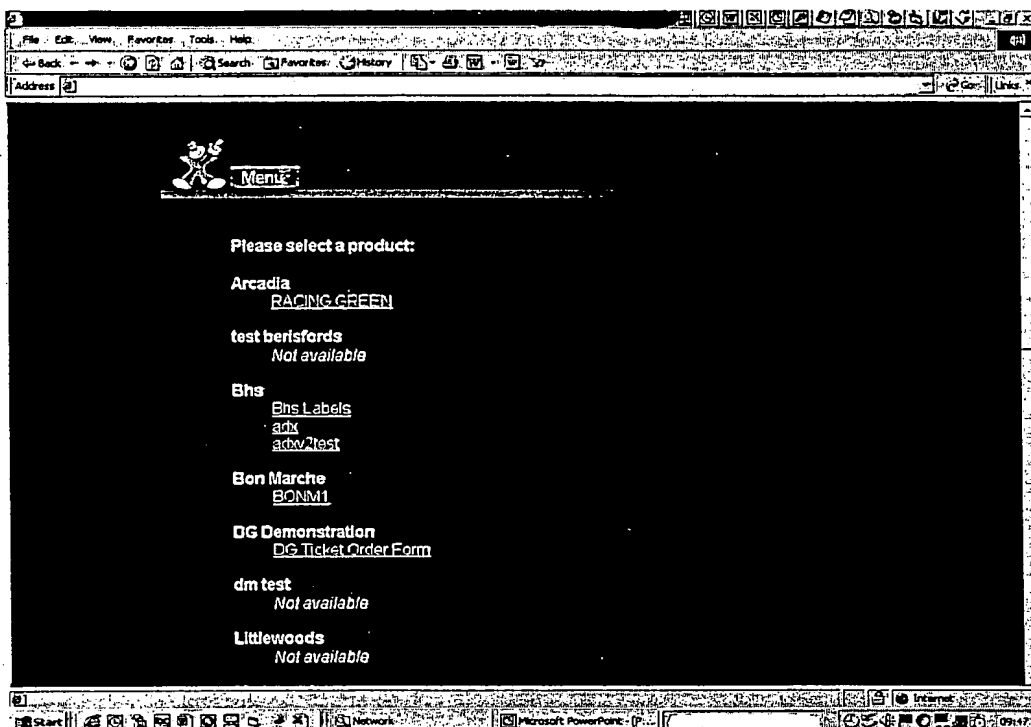 File Edit View Favorites Tools Help
Back Search Favorites History
Address Go Links
Menu
Please select a product:
Arcadia
RACING GREEN
test berisfords
Not available
Bhs
Bhs Labels
adx
adxv2test
Bon Marche
BONM1
DG Demonstration
DG Ticket Order Form
dm test
Not available
Littlewoods
Not available
Internet
Start Network Microsoft PowerPoint - [P...